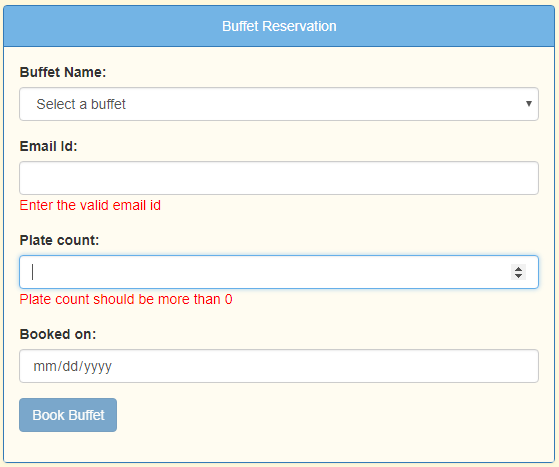 Buffet Reservation
Buffet Name:
Select a buffet
Email Id:
Enter the valid email id
Plate count:
Plate count should be more than 0
Booked on:
mm/dd/yyyy
Book Buffet